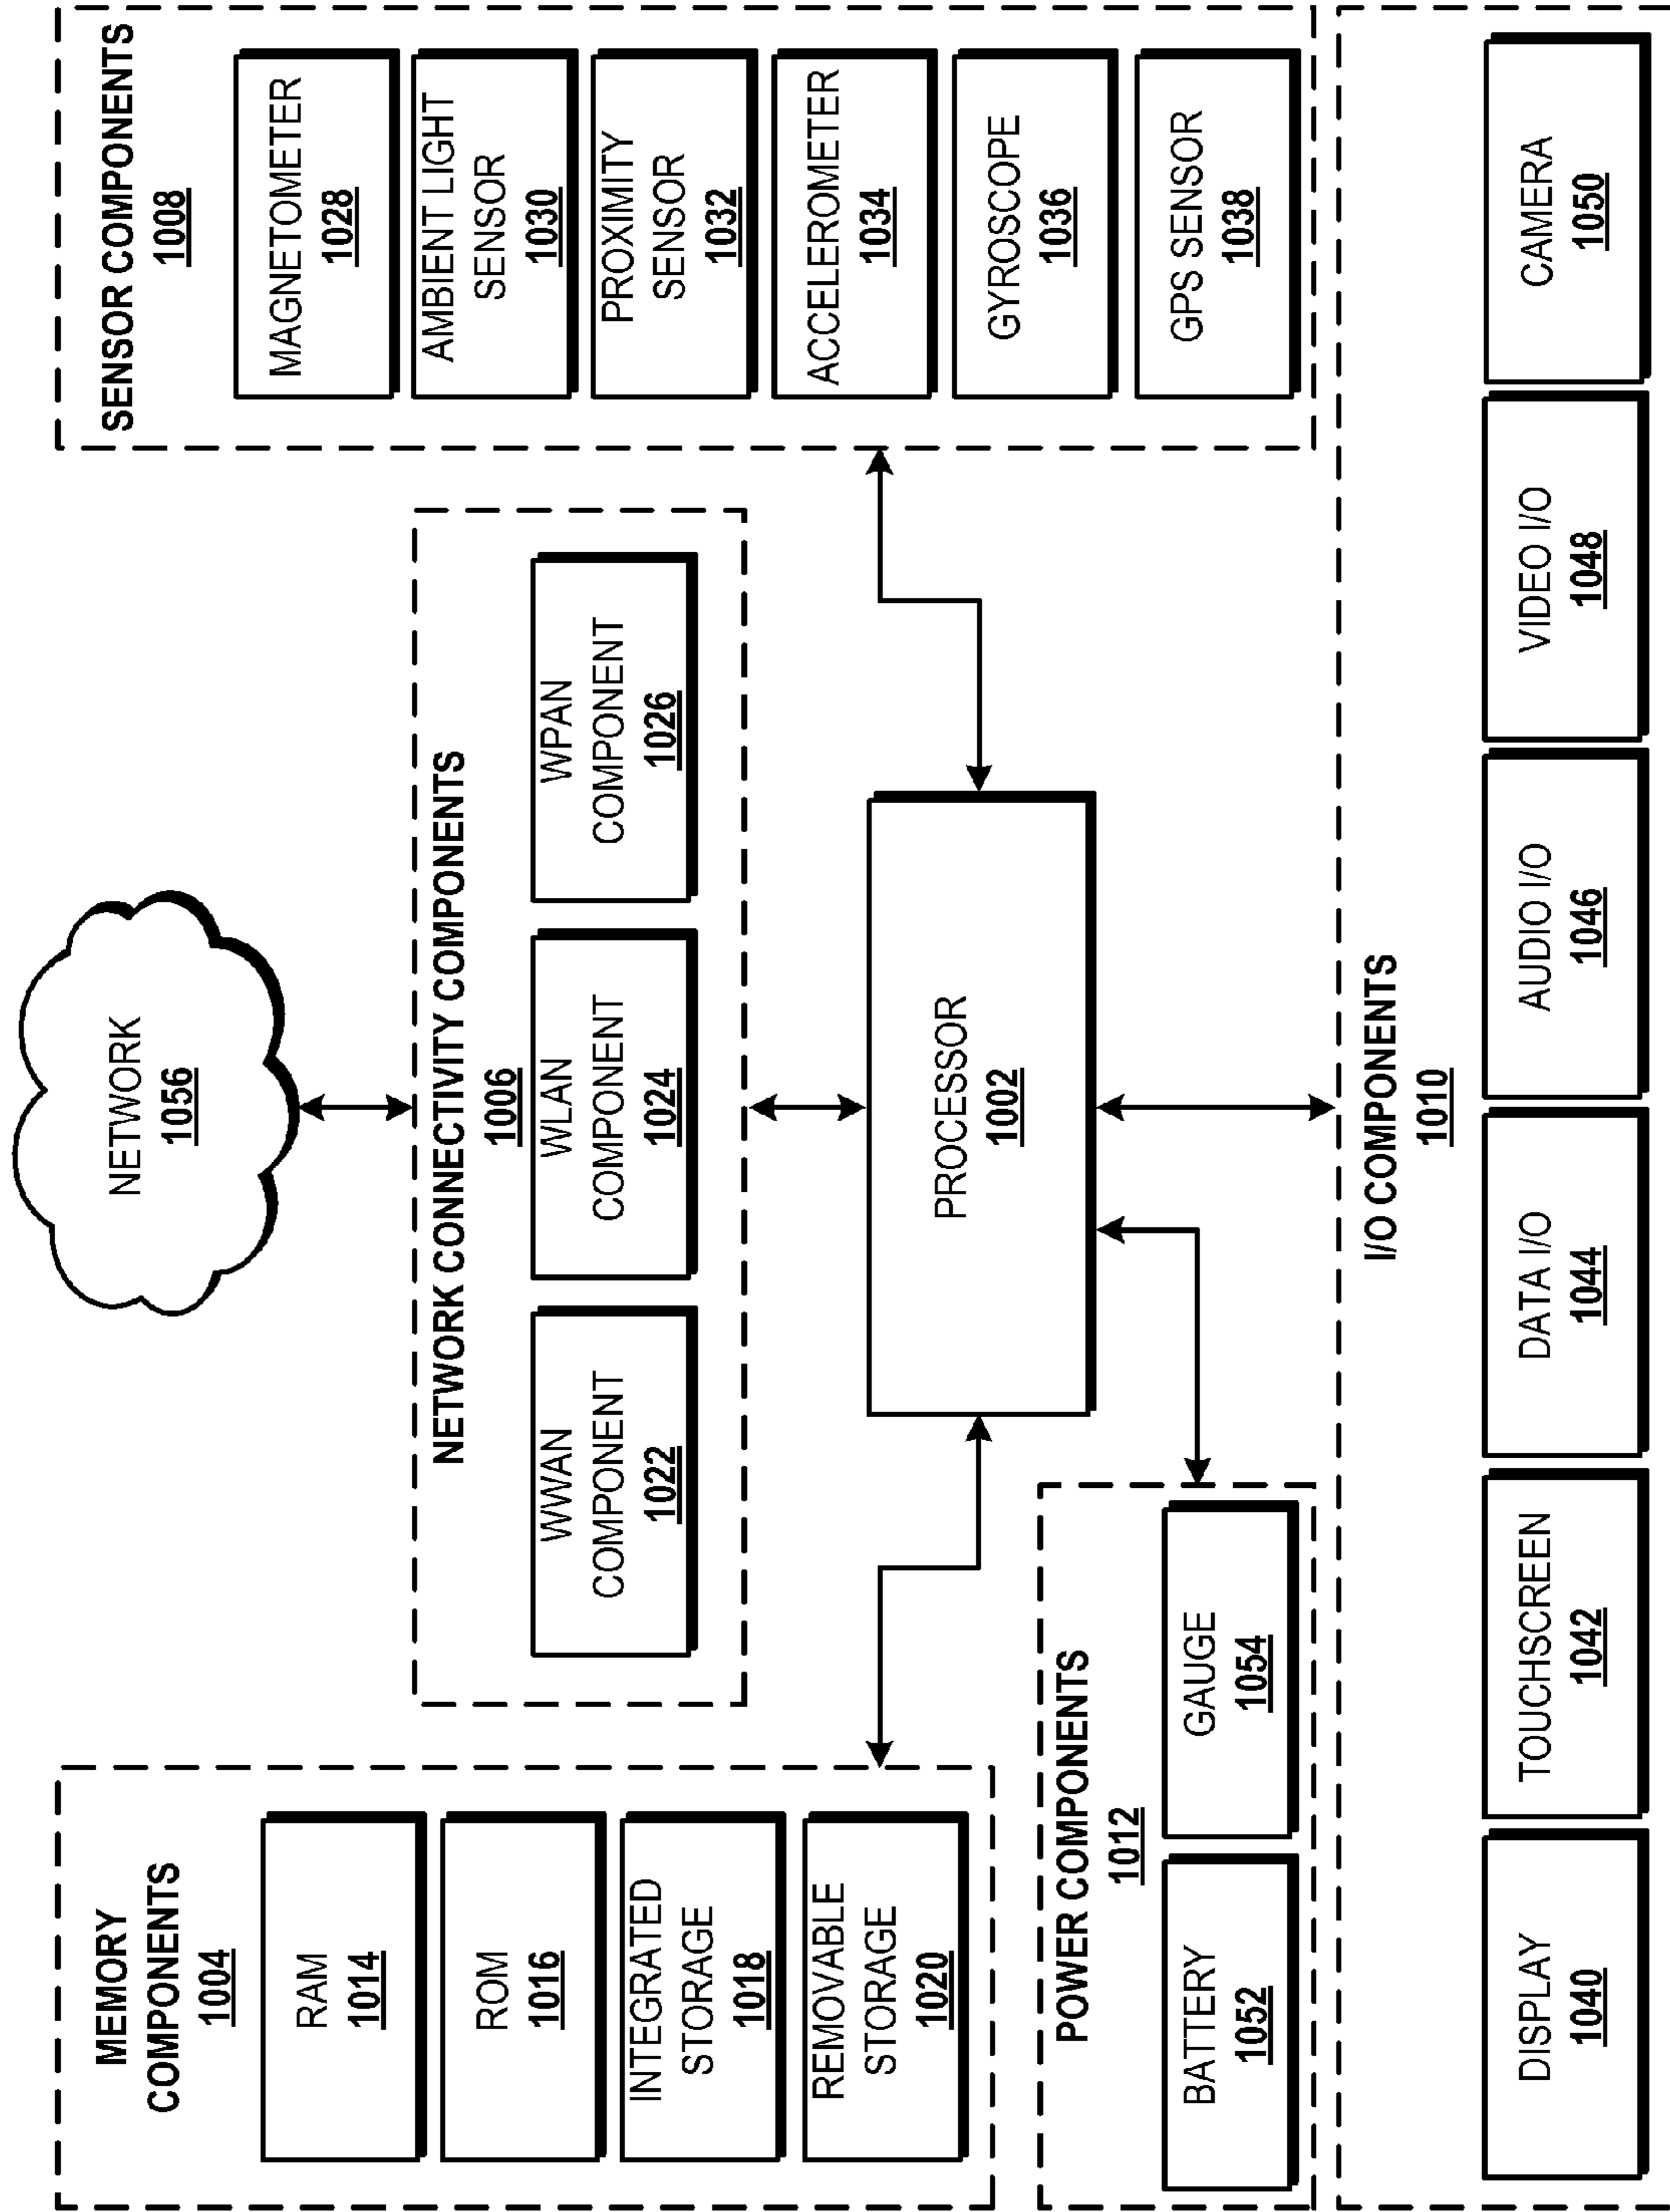 NETWORK
1056
MEMORY
COMPONENTS
1004
RAM
1014
ROM
1016
INTEGRATED
STORAGE
1018
REMOVABLE
STORAGE
1020
NETWORK CONNECTIVITY COMPONENTS
1006
WWAN
COMPONENT
1022
WLAN
COMPONENT
1024
WPAN
COMPONENT
1026
SENSOR COMPONENTS
1008
MAGNETOMETER
1028
AMBIENT LIGHT
SENSOR
1030
PROXIMITY
SENSOR
1032
ACCELEROMETER
1034
GYROSCOPE
1036
GPS SENSOR
1038
PROCESSOR
1002
POWER COMPONENTS
1012
BATTERY
1052
GAUGE
1054
I/O COMPONENTS
1010
DISPLAY
1040
TOUCHSCREEN
1042
DATA I/O
1044
AUDIO I/O
1046
VIDEO I/O
1048
CAMERA
1050